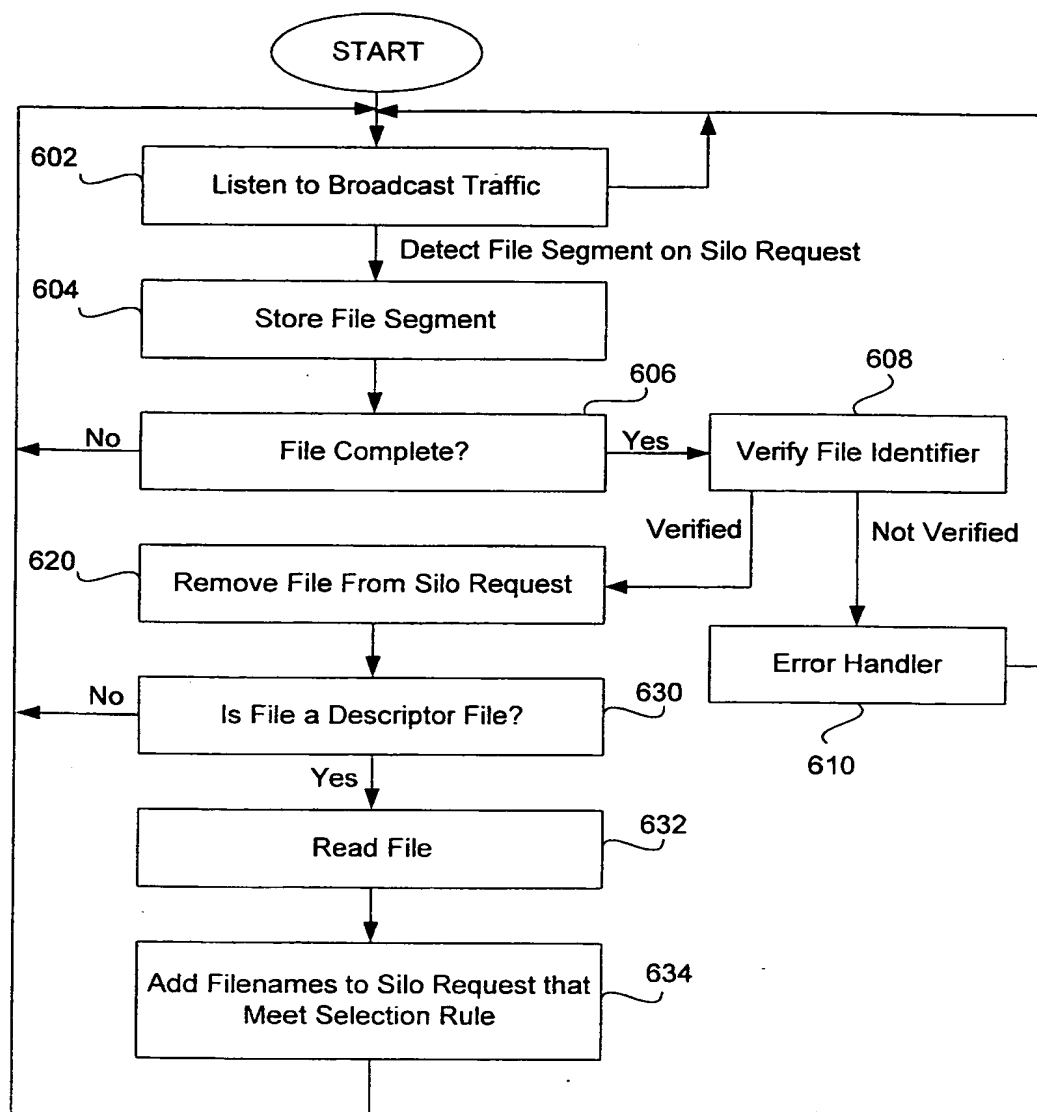 START
602
Listen to Broadcast Traffic
Detect File Segment on Silo Request
604
Store File Segment
606
608
No
File Complete?
Yes
Verify File Identifier
Verified
Not Verified
620
Remove File From Silo Request
Error Handler
No
Is File a Descriptor File?
630
610
Yes
Read File
632
Add Filenames to Silo Request that
Meet Selection Rule
634